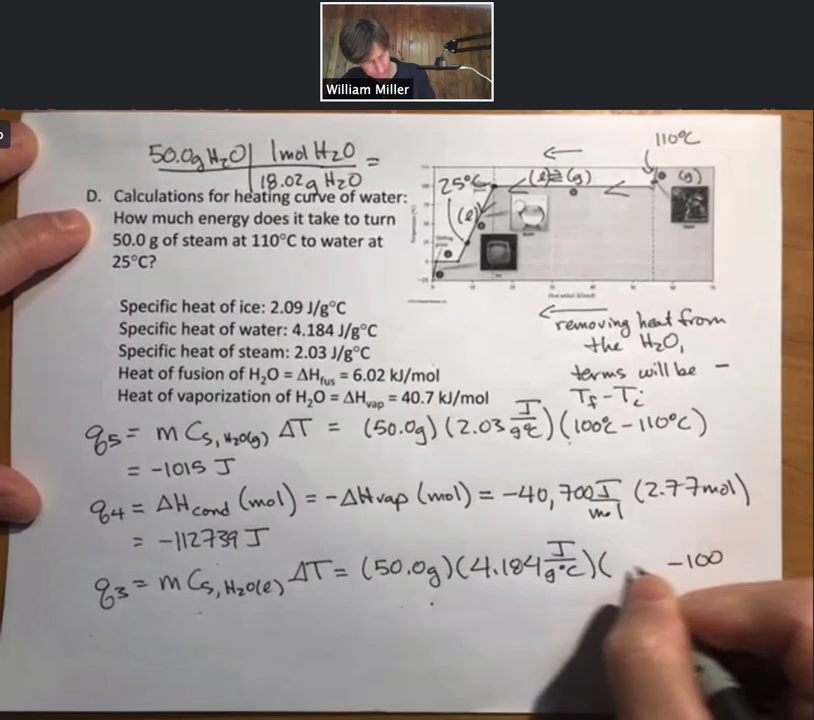 William Miller
50.0g H2O | 1mol H2O =
18.02g H2O
110°C
25°C
(l)⇌(g)
(g)
(l)
D. Calculations for heating curve of water:
How much energy does it take to turn
50.0 g of steam at 110°C to water at
25°C?
Specific heat of ice: 2.09 J/g°C
Specific heat of water: 4.184 J/g°C
Specific heat of steam: 2.03 J/g°C
Heat of fusion of H2O = ΔHfus = 6.02 kJ/mol
Heat of vaporization of H2O = ΔHvap = 40.7 kJ/mol
removing heat from
the H2O,
terms will be -
Tf - Ti
q5 = m Cs, H2O(g) ΔT = (50.0g)(2.03 J/g°C)(100°C - 110°C)
= -1015 J
q4 = ΔHcond (mol) = -ΔHvap (mol) = -40,700 J/mol (2.77mol)
= -112739 J
q3 = m Cs, H2O(l) ΔT = (50.0g)(4.184 J/g°C)( -100